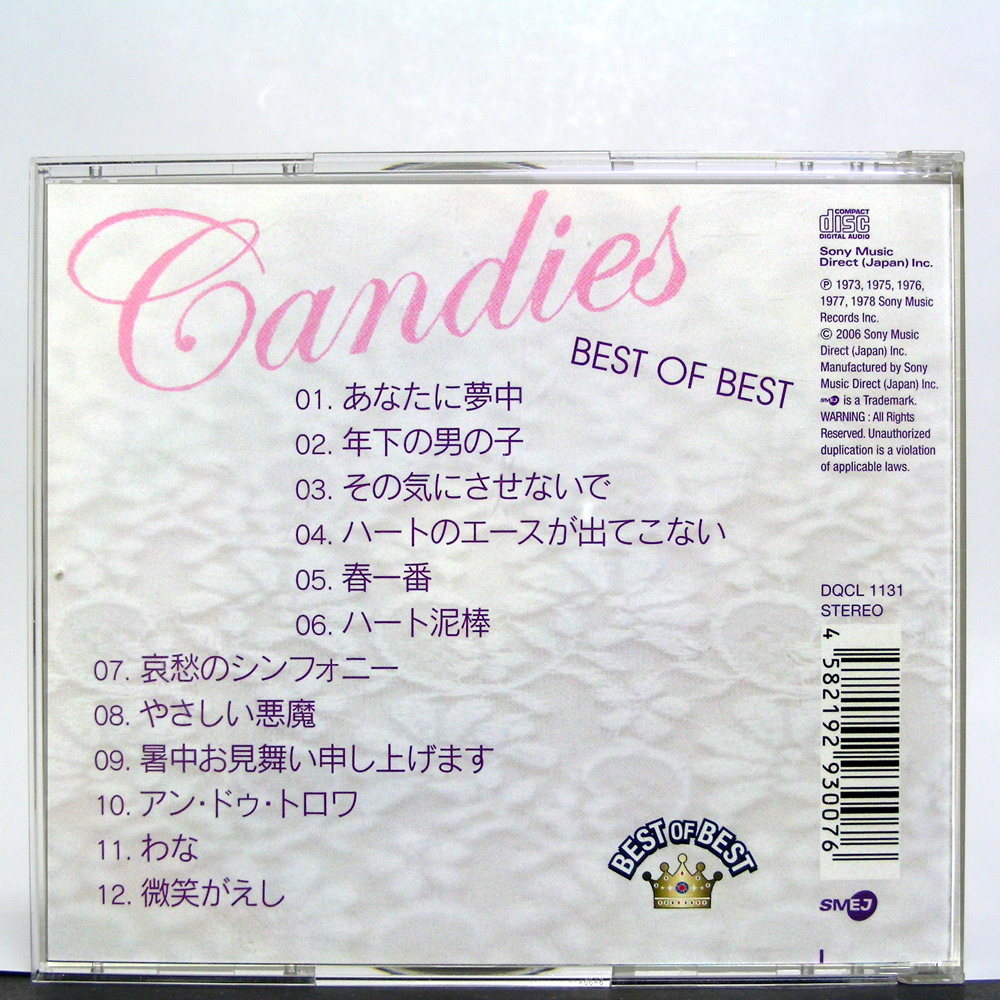 Candies
BEST OF BEST
01. あなたに夢中
02. 年下の男の子
03. その気にさせないで
04. ハートのエースが出てこない
05. 春一番
06. ハート泥棒
07. 哀愁のシンフォニー
08. やさしい悪魔
09. 暑中お見舞い申し上げます
10. アン・ドゥ・トロワ
11. わな
12. 微笑がえし
BEST OF BEST
COMPACT
disc
DIGITAL AUDIO
Sony Music
Direct (Japan) Inc.
℗ 1973, 1975, 1976,
1977, 1978 Sony Music
Records Inc.
© 2006 Sony Music
Direct (Japan) Inc.
Manufactured by Sony
Music Direct (Japan) Inc.
SMEJ is a Trademark.
WARNING : All Rights
Reserved. Unauthorized
duplication is a violation
of applicable laws.
DQCL 1131
STEREO
4 582192 930076
SMEJ